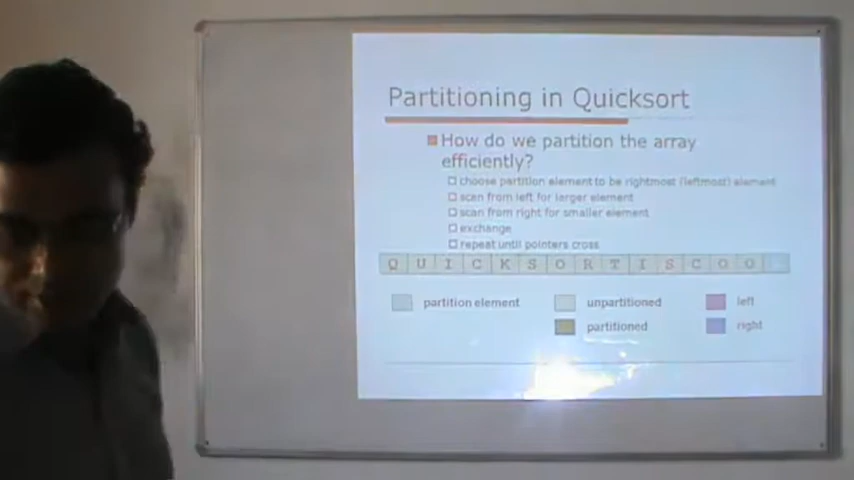 Partitioning in Quicksort
How do we partition the array
efficiently?
choose partition element to be rightmost (leftmost) element
scan from left for larger element
scan from right for smaller element
exchange
repeat until pointers cross
Q U I C K S O R T I S C O O
partition element unpartitioned left
partitioned right